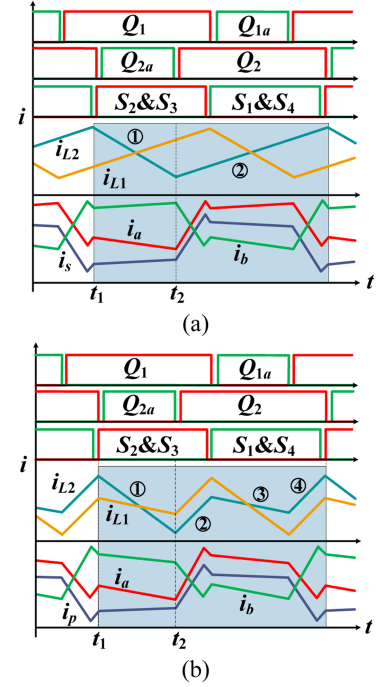 Q1 Q1a
Q2a Q2
S2&S3 S1&S4
i
iL2 ① iL1 ②
ia
is ib
t1 t2 t
(a)
Q1 Q1a
Q2a Q2
S2&S3 S1&S4
i
iL2 ① iL1 ② ③ ④
ia
ip ib
t1 t2 t
(b)